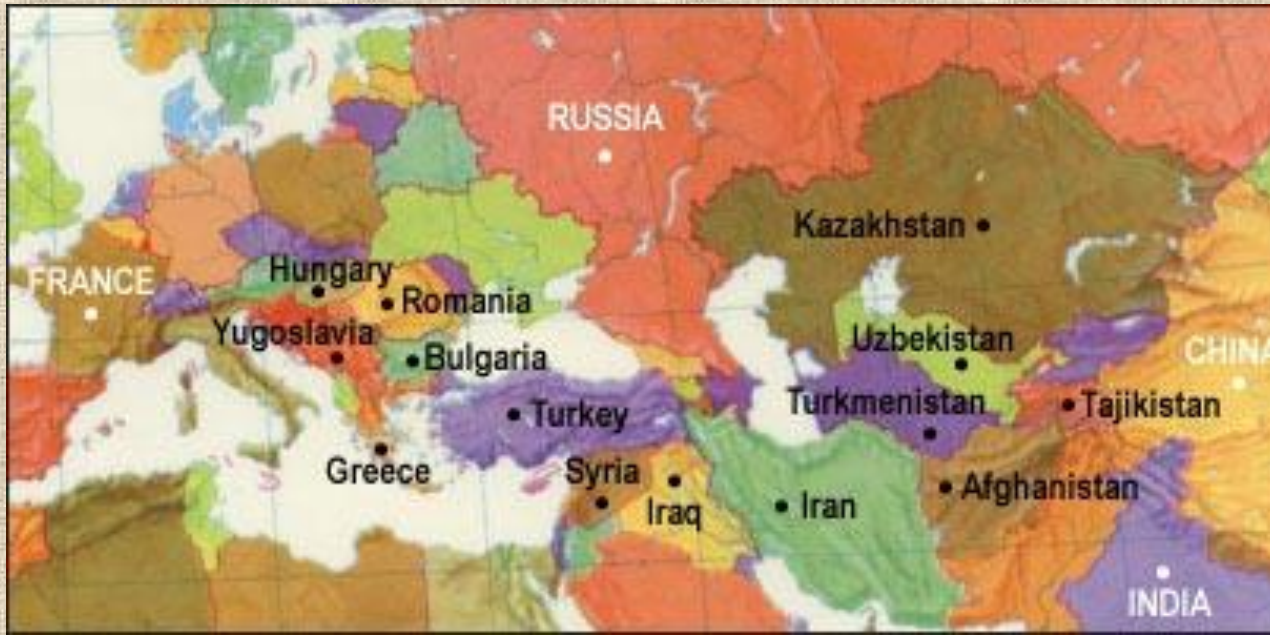 RUSSIA
Kazakhstan
Hungary
FRANCE
Romania
Yugoslavia
Uzbekistan
Bulgaria
CHINA
Turkmenistan
Tajikistan
Turkey
Greece
Syria
Iraq
Iran
Afghanistan
INDIA